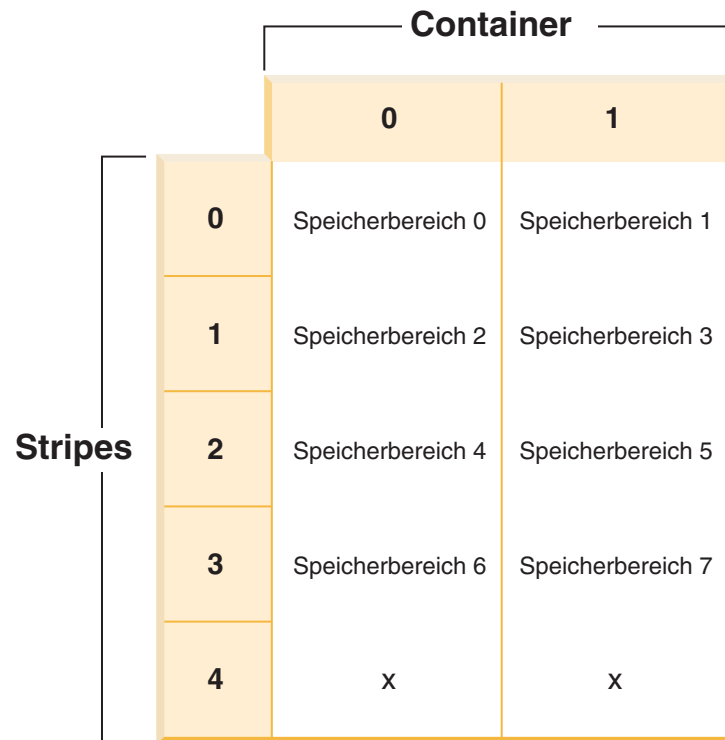 Container
0 1
0 Speicherbereich 0 Speicherbereich 1
1 Speicherbereich 2 Speicherbereich 3
Stripes 2 Speicherbereich 4 Speicherbereich 5
3 Speicherbereich 6 Speicherbereich 7
4 x x